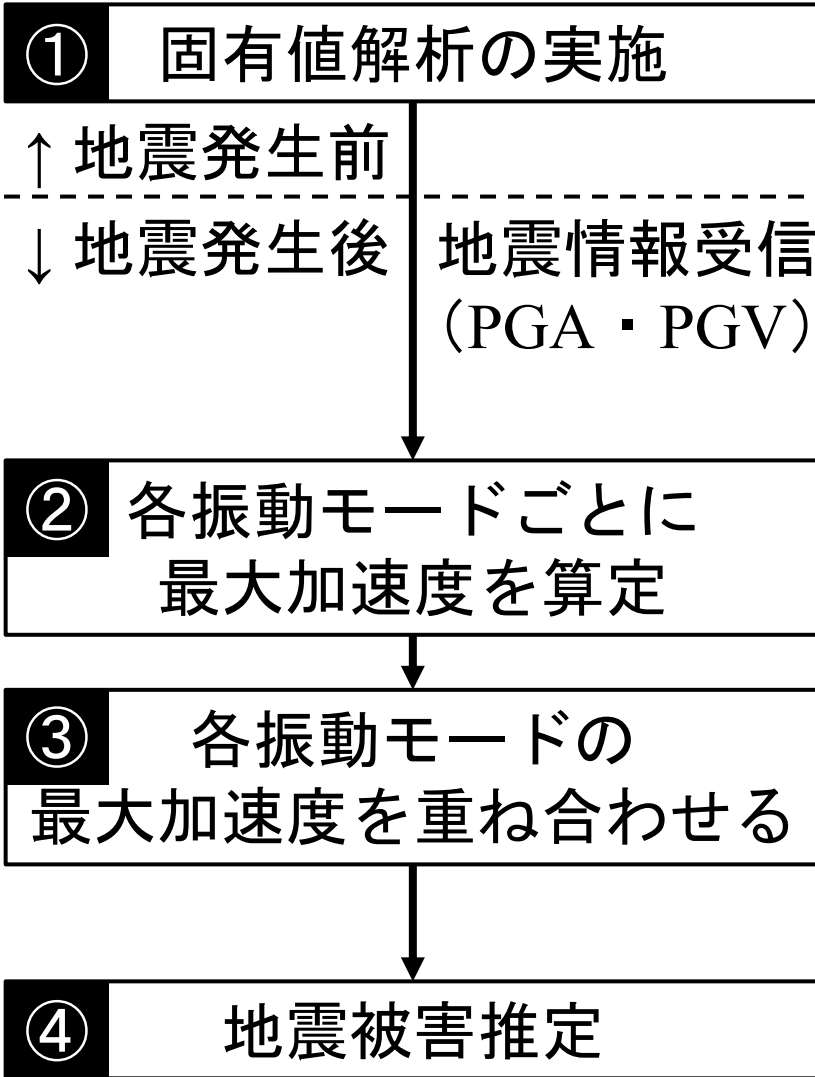 ① 固有値解析の実施
↑ 地震発生前
↓ 地震発生後
地震情報受信
（PGA・PGV）
② 各振動モードごとに
最大加速度を算定
③ 各振動モードの
最大加速度を重ね合わせる
④ 地震被害推定